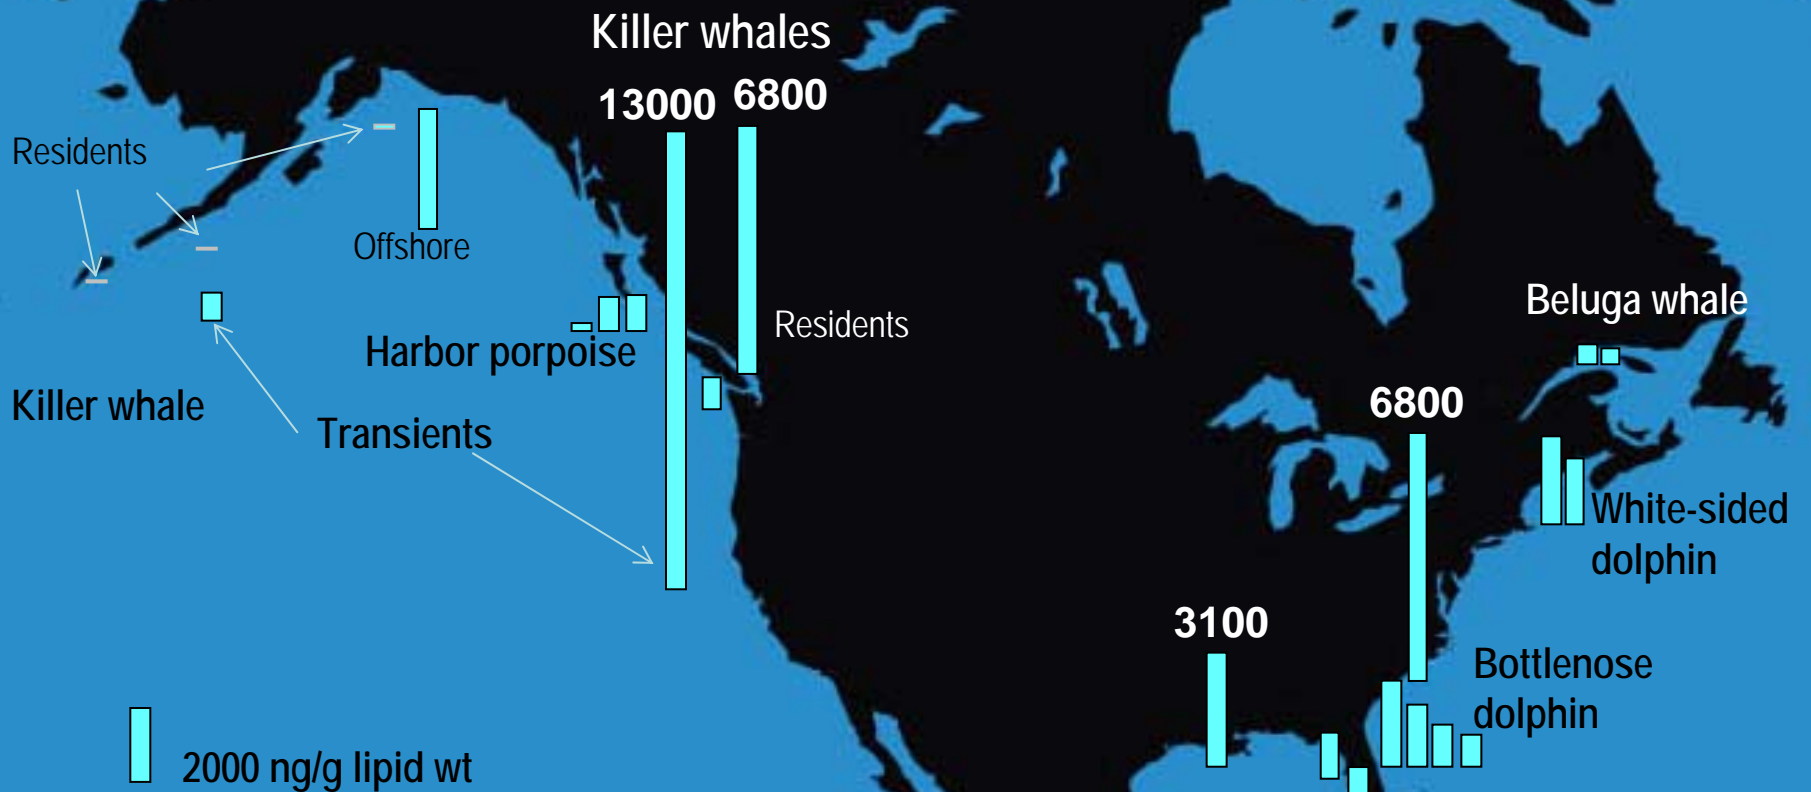 Killer whales
13000
6800
Residents
Offshore
Residents
Harbor porpoise
Killer whale
Transients
Beluga whale
6800
White-sided
dolphin
3100
Bottlenose
dolphin
2000 ng/g lipid wt